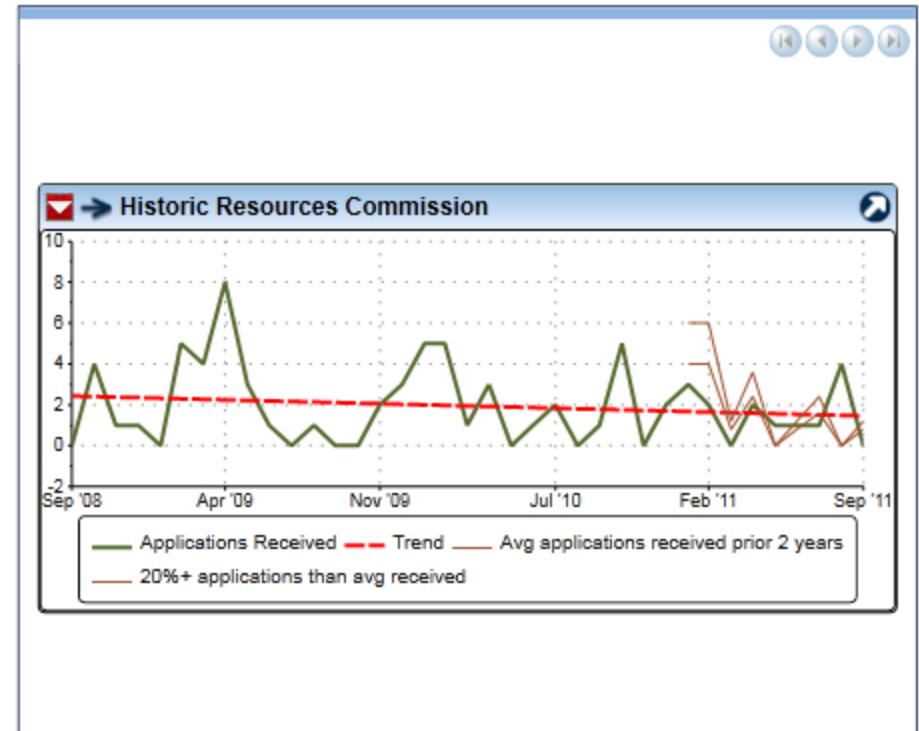 Historic Resources Commission
10
8
6
4
2
0
-2
Sep '08 Apr '09 Nov '09 Jul '10 Feb '11 Sep '11
Applications Received Trend Avg applications received prior 2 years
20%+ applications than avg received